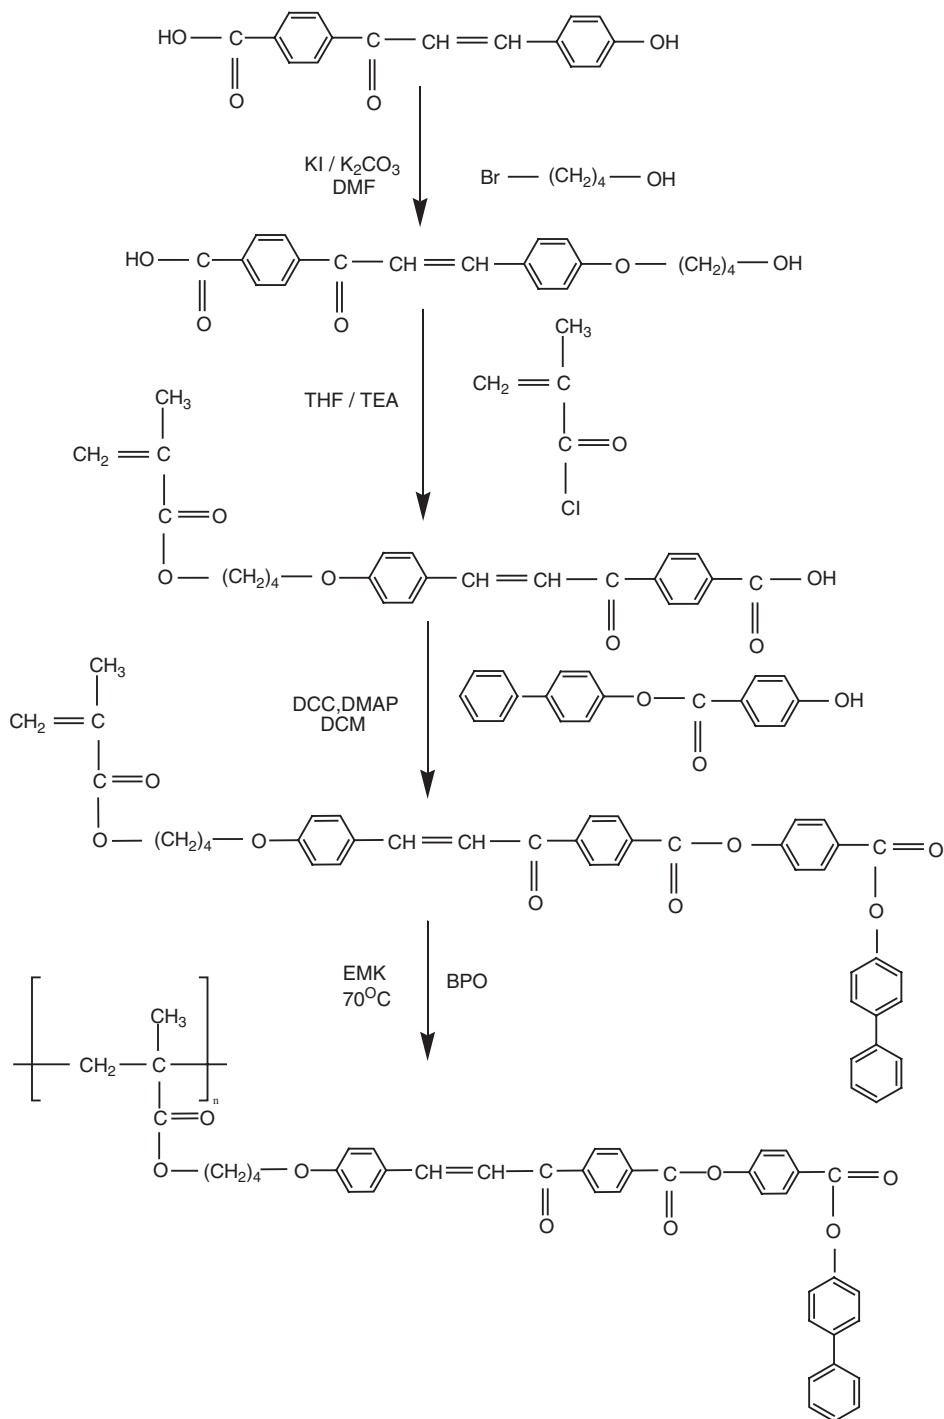 HO C C CH CH OH
O O
KI / K2CO3 Br (CH2)4 OH
DMF
HO C C CH CH O (CH2)4 OH
O O
CH3
THF / TEA CH2 C
C O
Cl
CH3
CH2 C
C O
O (CH2)4 O CH CH C C OH
O O
DCC,DMAP O C OH
DCM O
CH3
CH2 C
C O
O (CH2)4 O CH CH C C O C O
O O O
EMK BPO
70OC
CH3
CH2 C
n
C O
O (CH2)4 O CH CH C C O C O
O O O